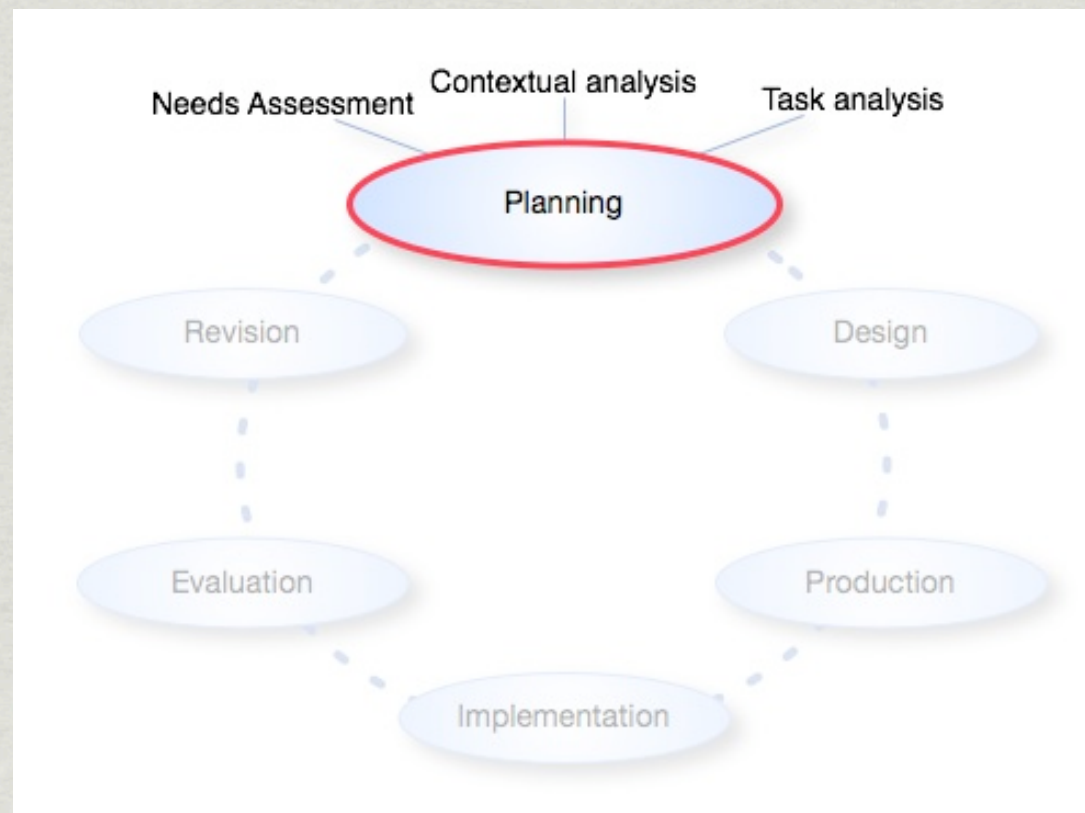 Needs Assessment
Contextual analysis
Task analysis
Planning
Revision
Design
Evaluation
Production
Implementation